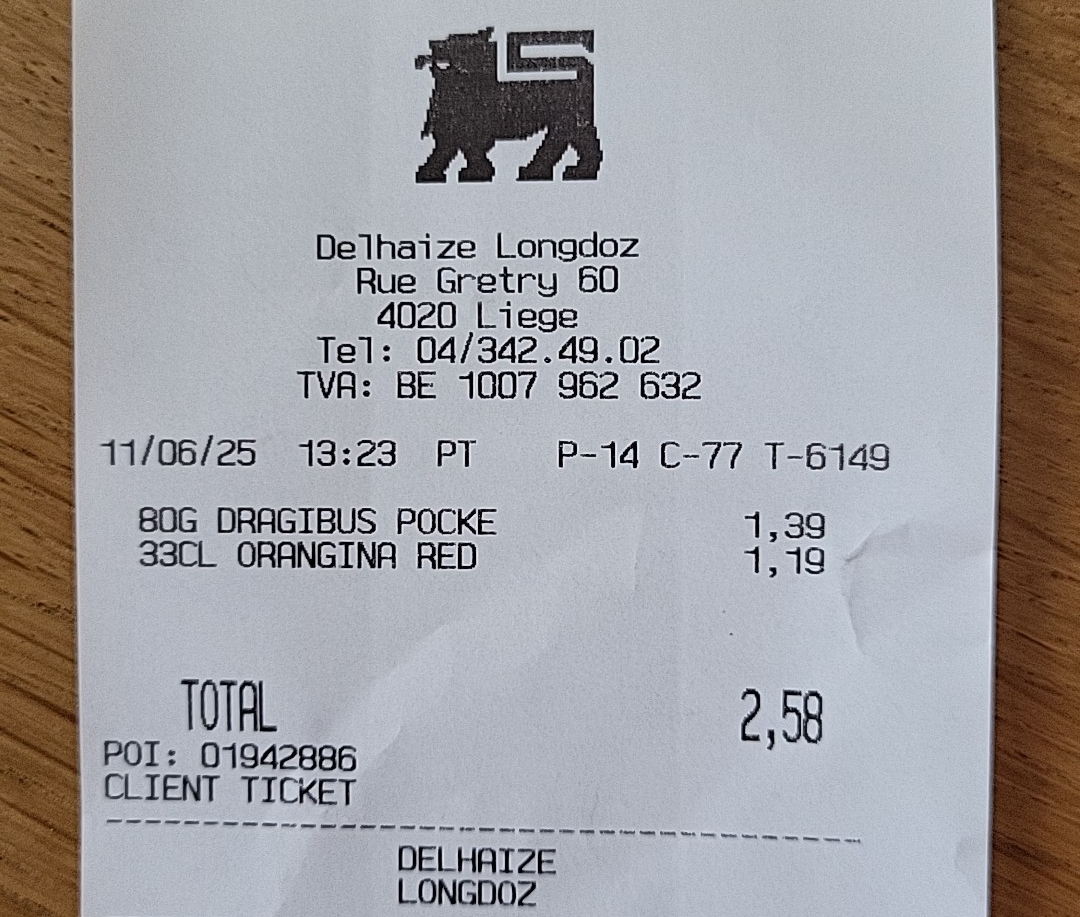 Delhaize Longdoz
Rue Gretry 60
4020 Liege
Tel: 04/342.49.02
TVA: BE 1007 962 632
11/06/25 13:23 PT P-14 C-77 T-6149
80G DRAGIBUS POCKE 1,39
33CL ORANGINA RED 1,19
TOTAL 2,58
POI: 01942886
CLIENT TICKET
DELHAIZE
LONGDOZ